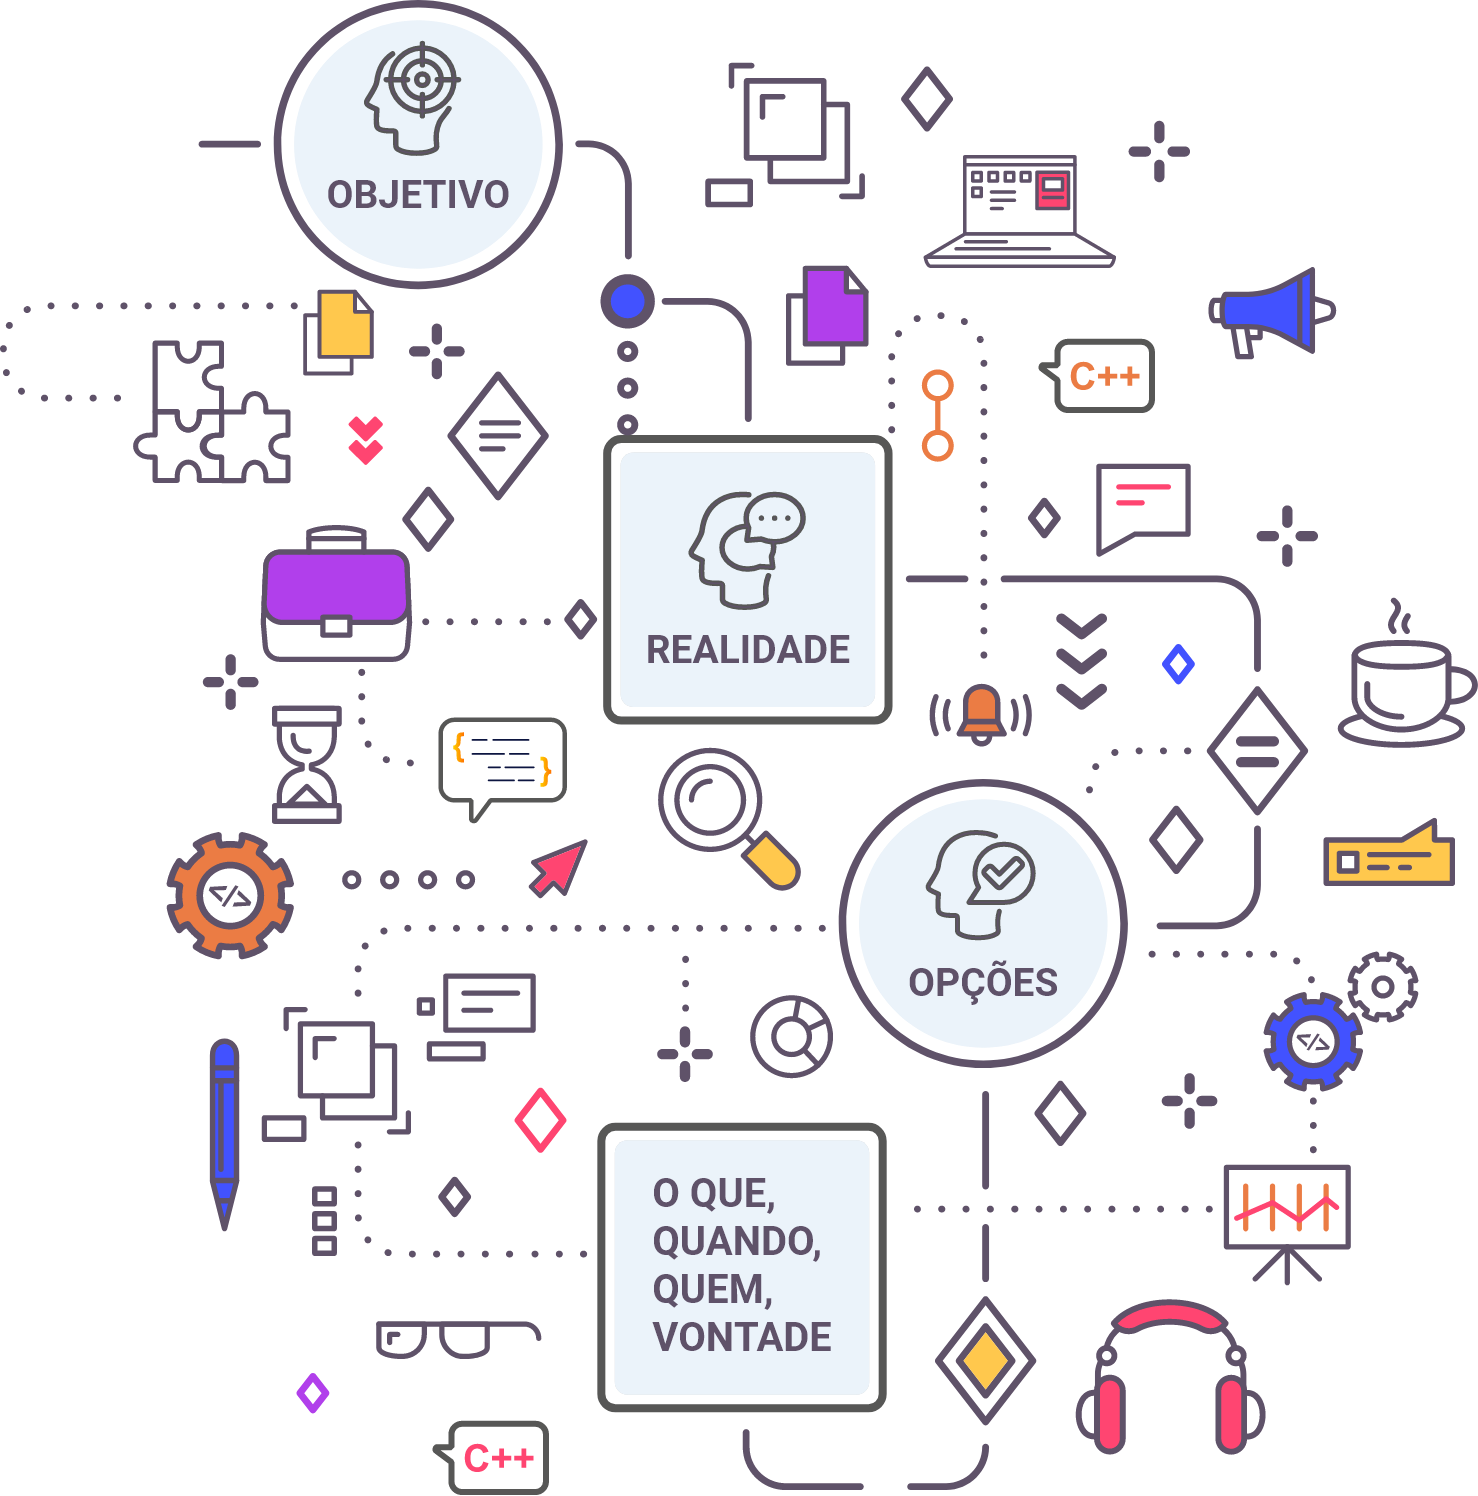 OBJETIVO
C++
REALIDADE
{
}
</>
OPÇÕES
</>
O QUE,
QUANDO,
QUEM,
VONTADE
C++